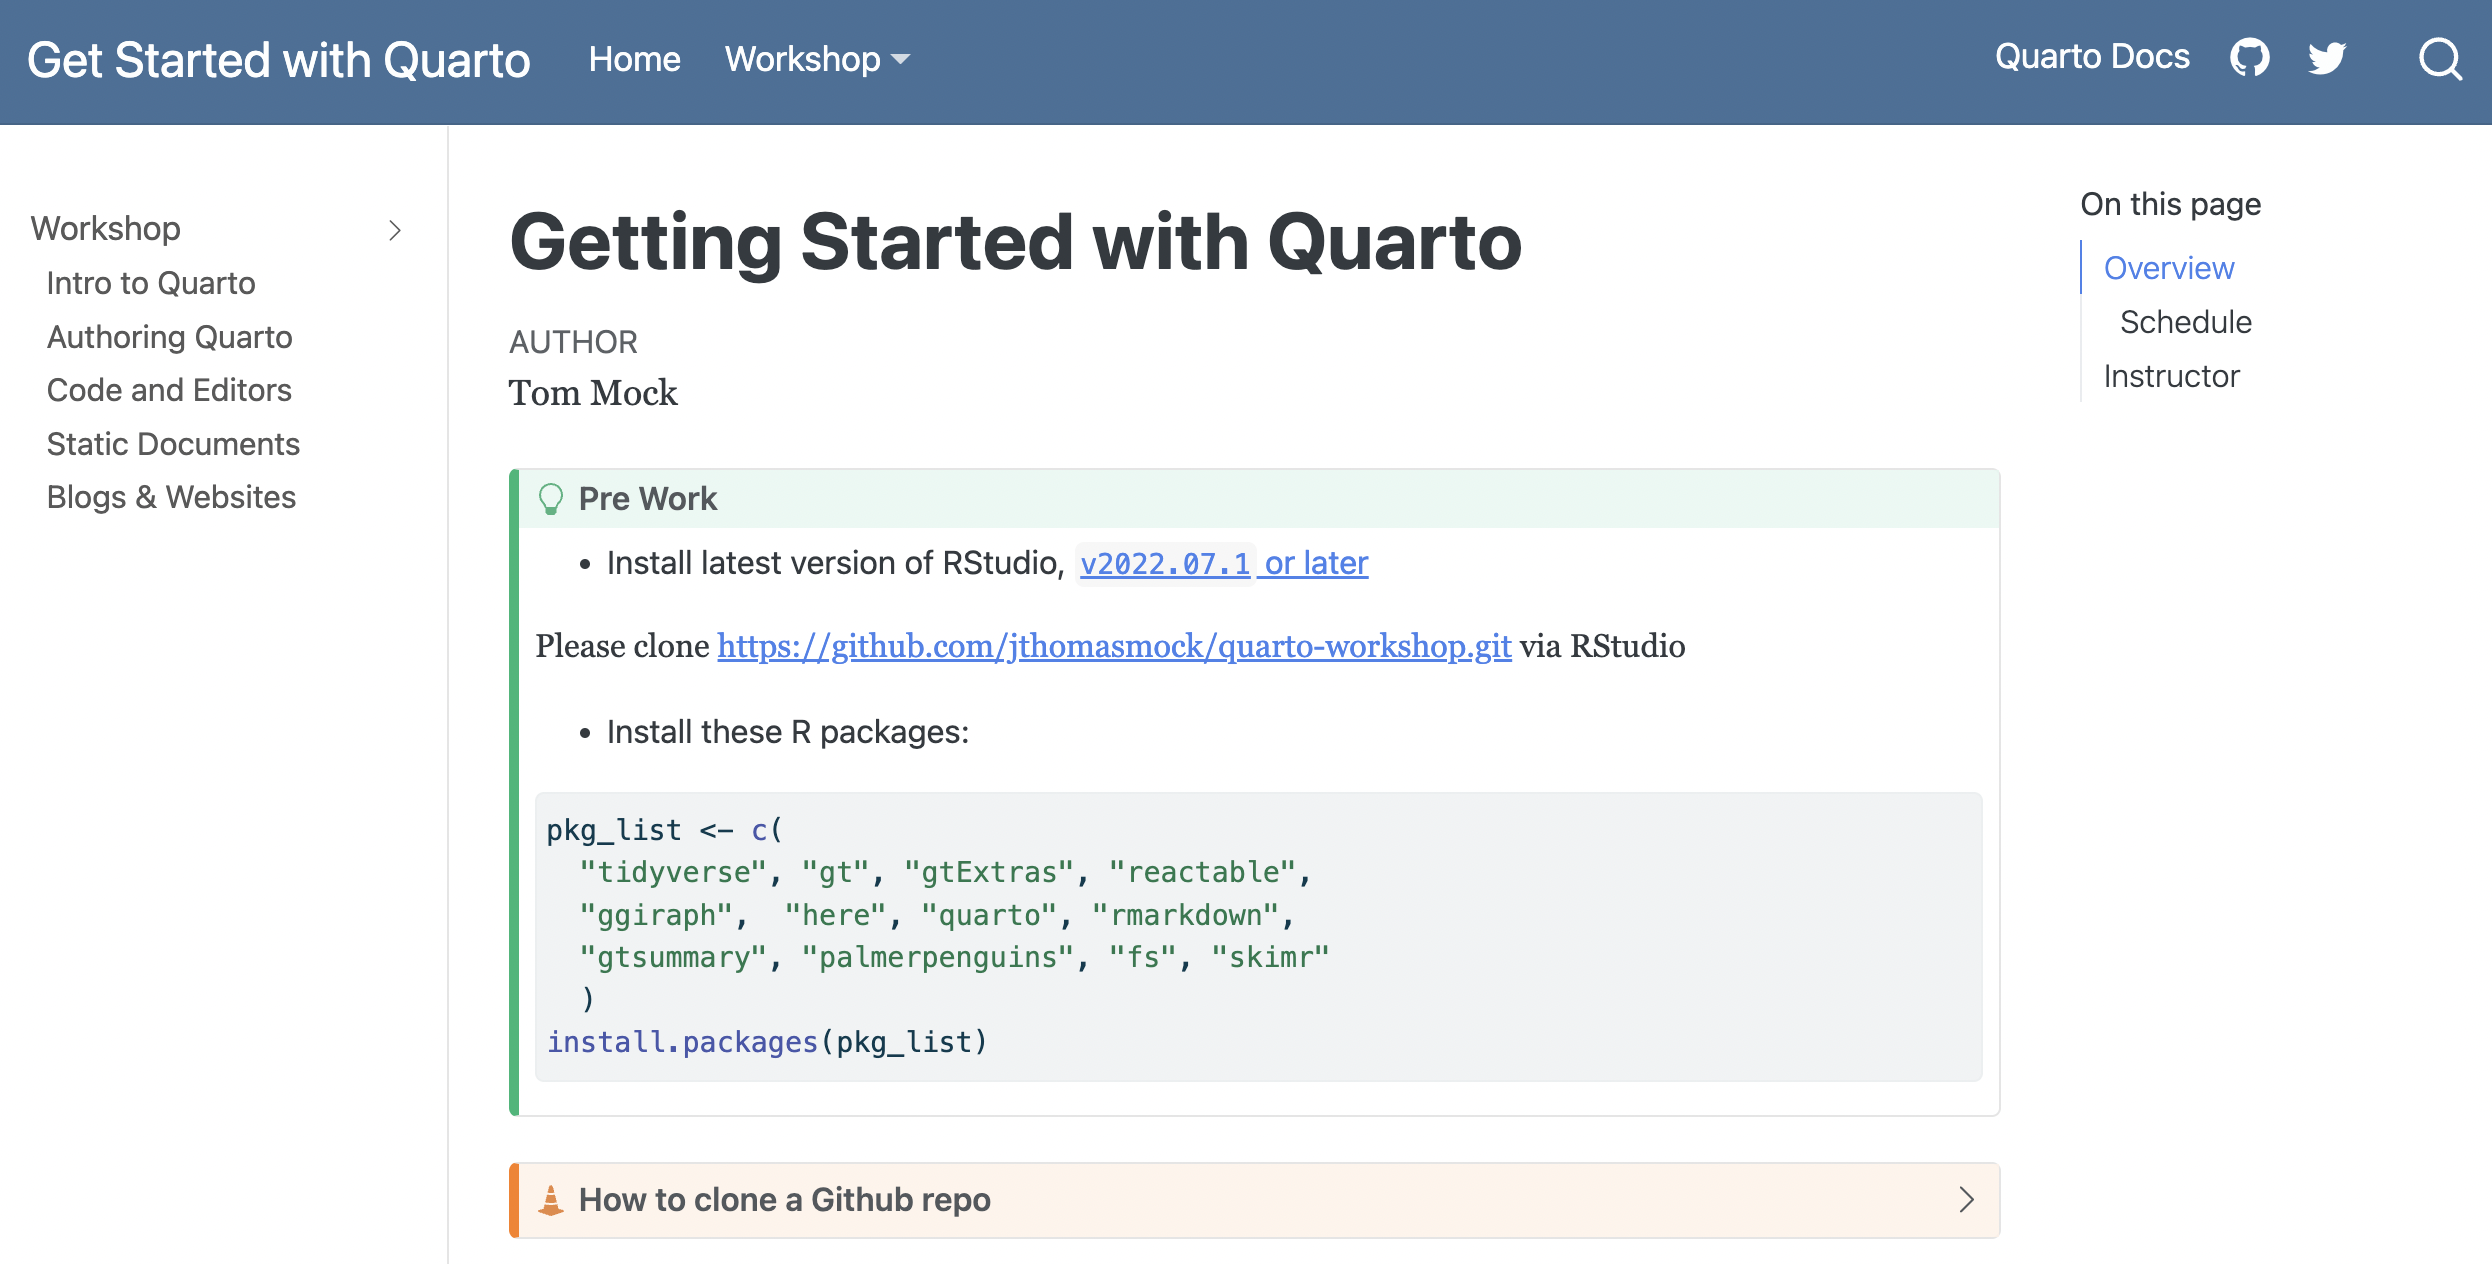 Get Started with Quarto Home Workshop Quarto Docs
Workshop
Intro to Quarto
Authoring Quarto
Code and Editors
Static Documents
Blogs & Websites
Getting Started with Quarto
AUTHOR
Tom Mock
Pre Work
• Install latest version of RStudio, v2022.07.1 or later
Please clone https://github.com/jthomasmock/quarto-workshop.git via RStudio
• Install these R packages:
pkg_list <- c(
  "tidyverse", "gt", "gtExtras", "reactable",
  "ggiraph",  "here", "quarto", "rmarkdown",
  "gtsummary", "palmerpenguins", "fs", "skimr"
  )
install.packages(pkg_list)
How to clone a Github repo
On this page
Overview
Schedule
Instructor